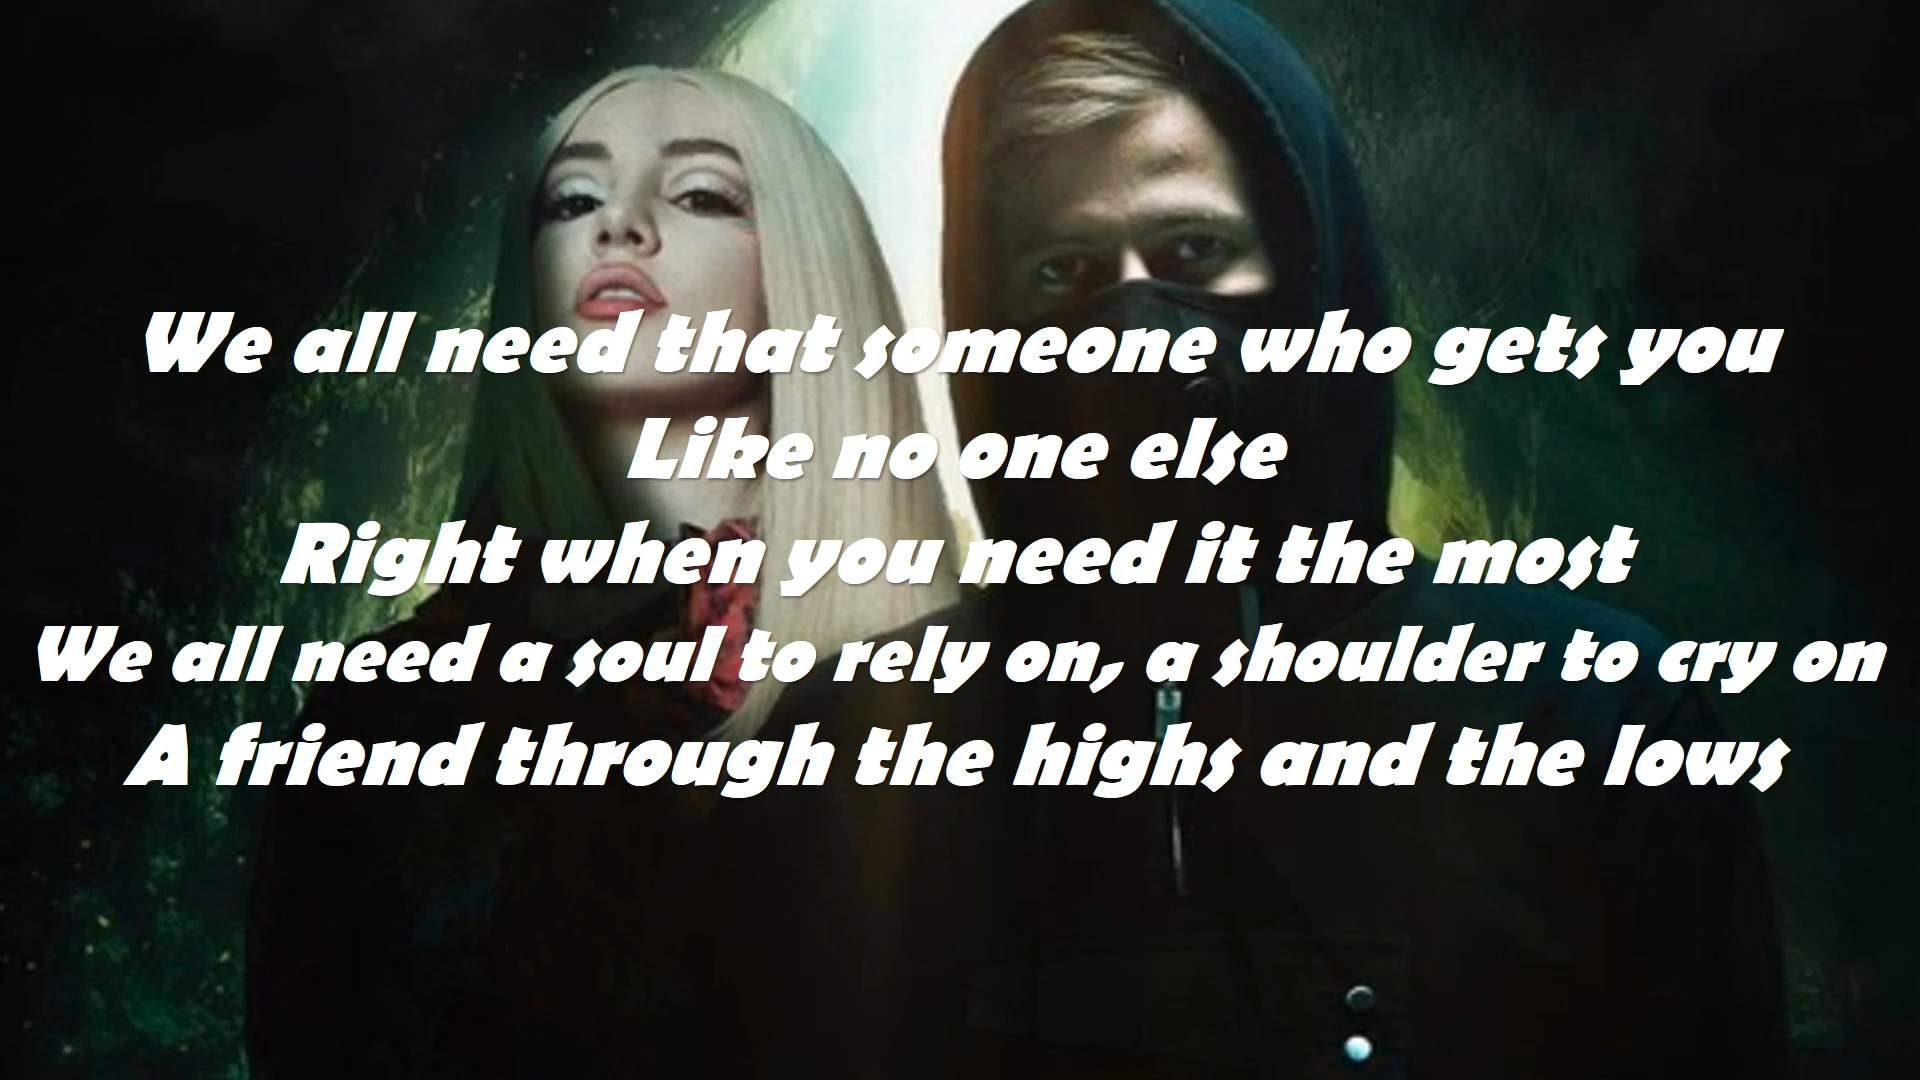 We all need that someone who gets you
Like no one else
Right when you need it the most
We all need a soul to rely on, a shoulder to cry on
A friend through the highs and the lows